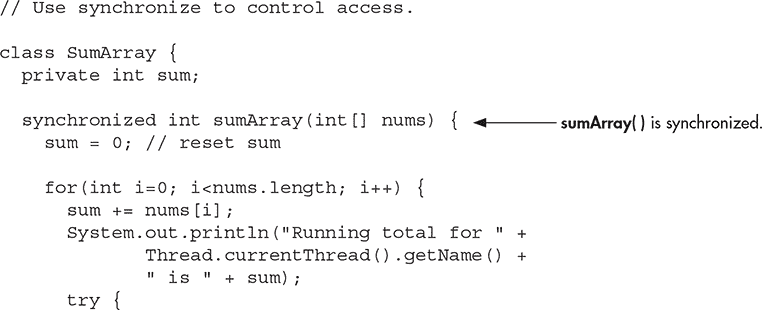 // Use synchronize to control access.
class SumArray {
private int sum;
synchronized int sumArray(int[] nums) {
sumArray( ) is synchronized.
sum = 0; // reset sum
for(int i=0; i<nums.length; i++) {
sum += nums[i];
System.out.println("Running total for " +
Thread.currentThread().getName() +
" is " + sum);
try {